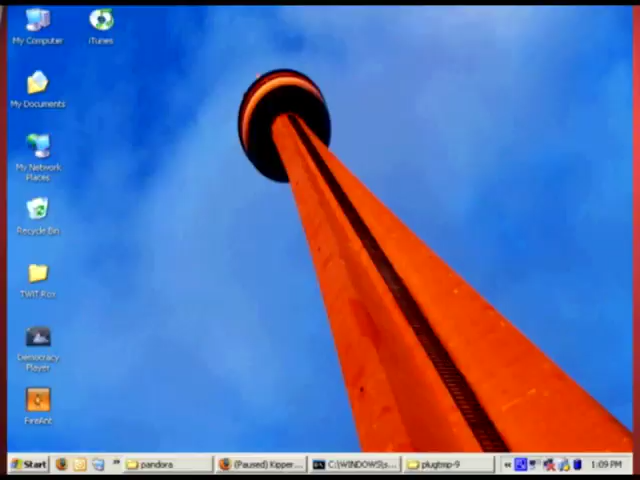 My Computer
iTunes
My Documents
My Network
Places
Recycle Bin
TWiT Rox
Democracy
Player
FireAnt
Start
pandora
(Paused) Kipper...
C:\WINDOWS\s...
plugtmp-9
1:09 PM